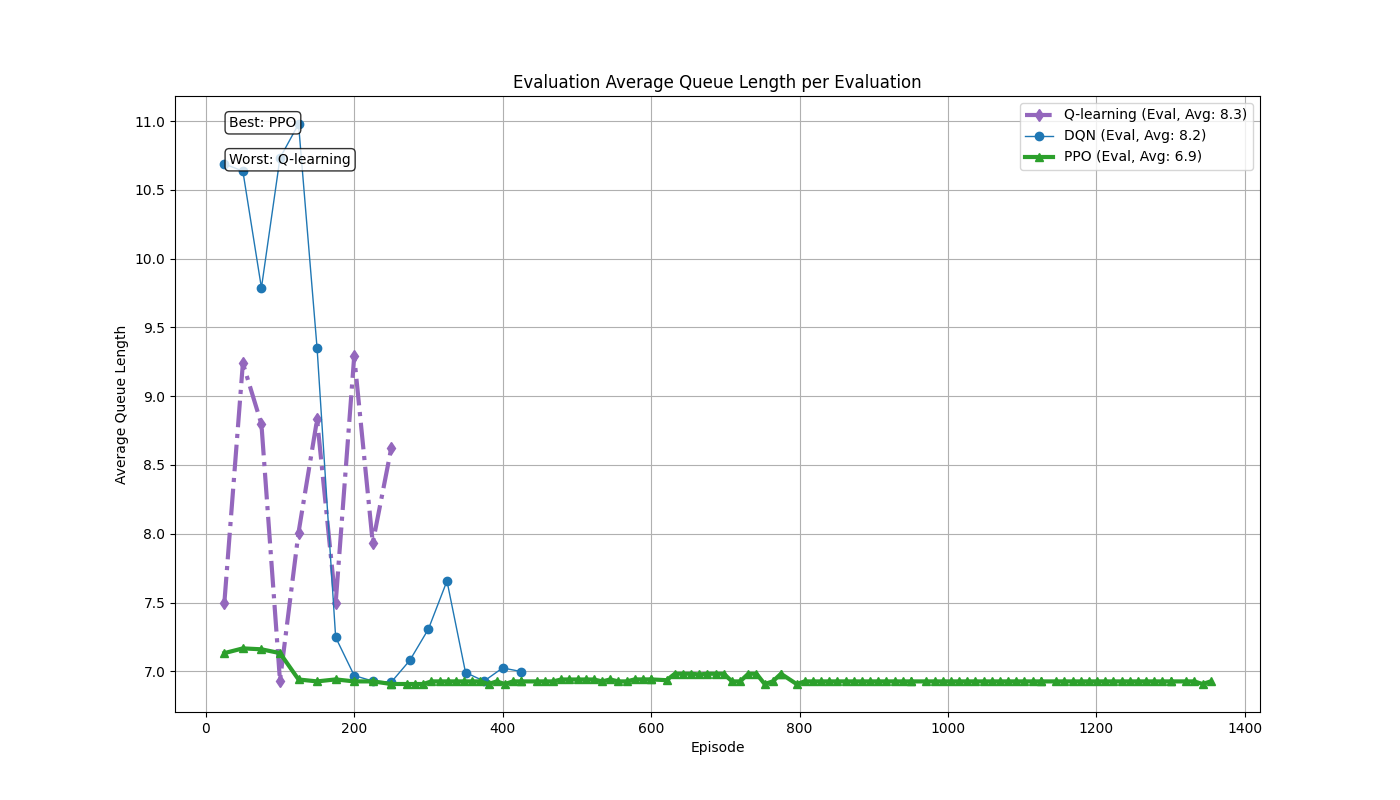 Evaluation Average Queue Length per Evaluation
Best: PPO
Worst: Q-learning
Q-learning (Eval, Avg: 8.3)
DQN (Eval, Avg: 8.2)
PPO (Eval, Avg: 6.9)
Average Queue Length
11.0
10.5
10.0
9.5
9.0
8.5
8.0
7.5
7.0
0 200 400 600 800 1000 1200 1400
Episode